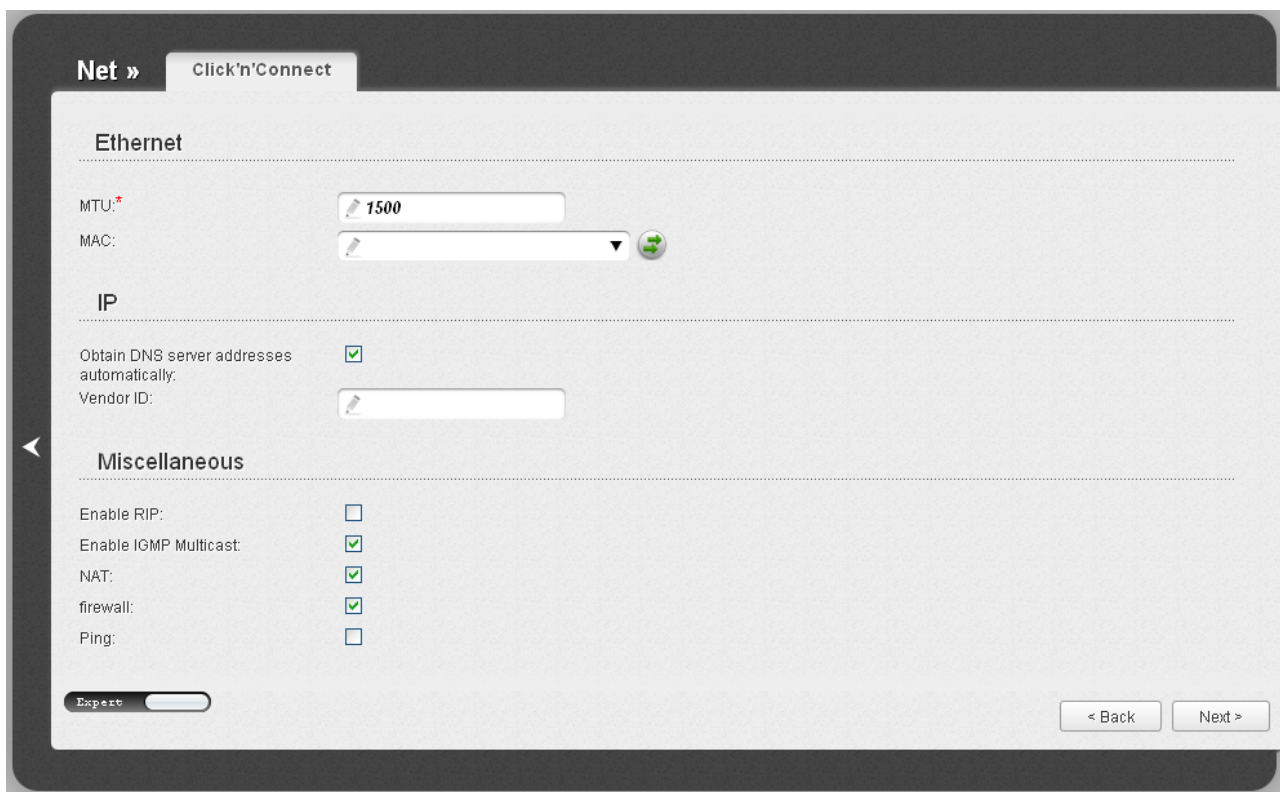 Net »
Click'n'Connect
Ethernet
MTU:*
1500
MAC:
IP
Obtain DNS server addresses
automatically:
Vendor ID:
Miscellaneous
Enable RIP:
Enable IGMP Multicast:
NAT:
firewall:
Ping:
Expert
< Back
Next >